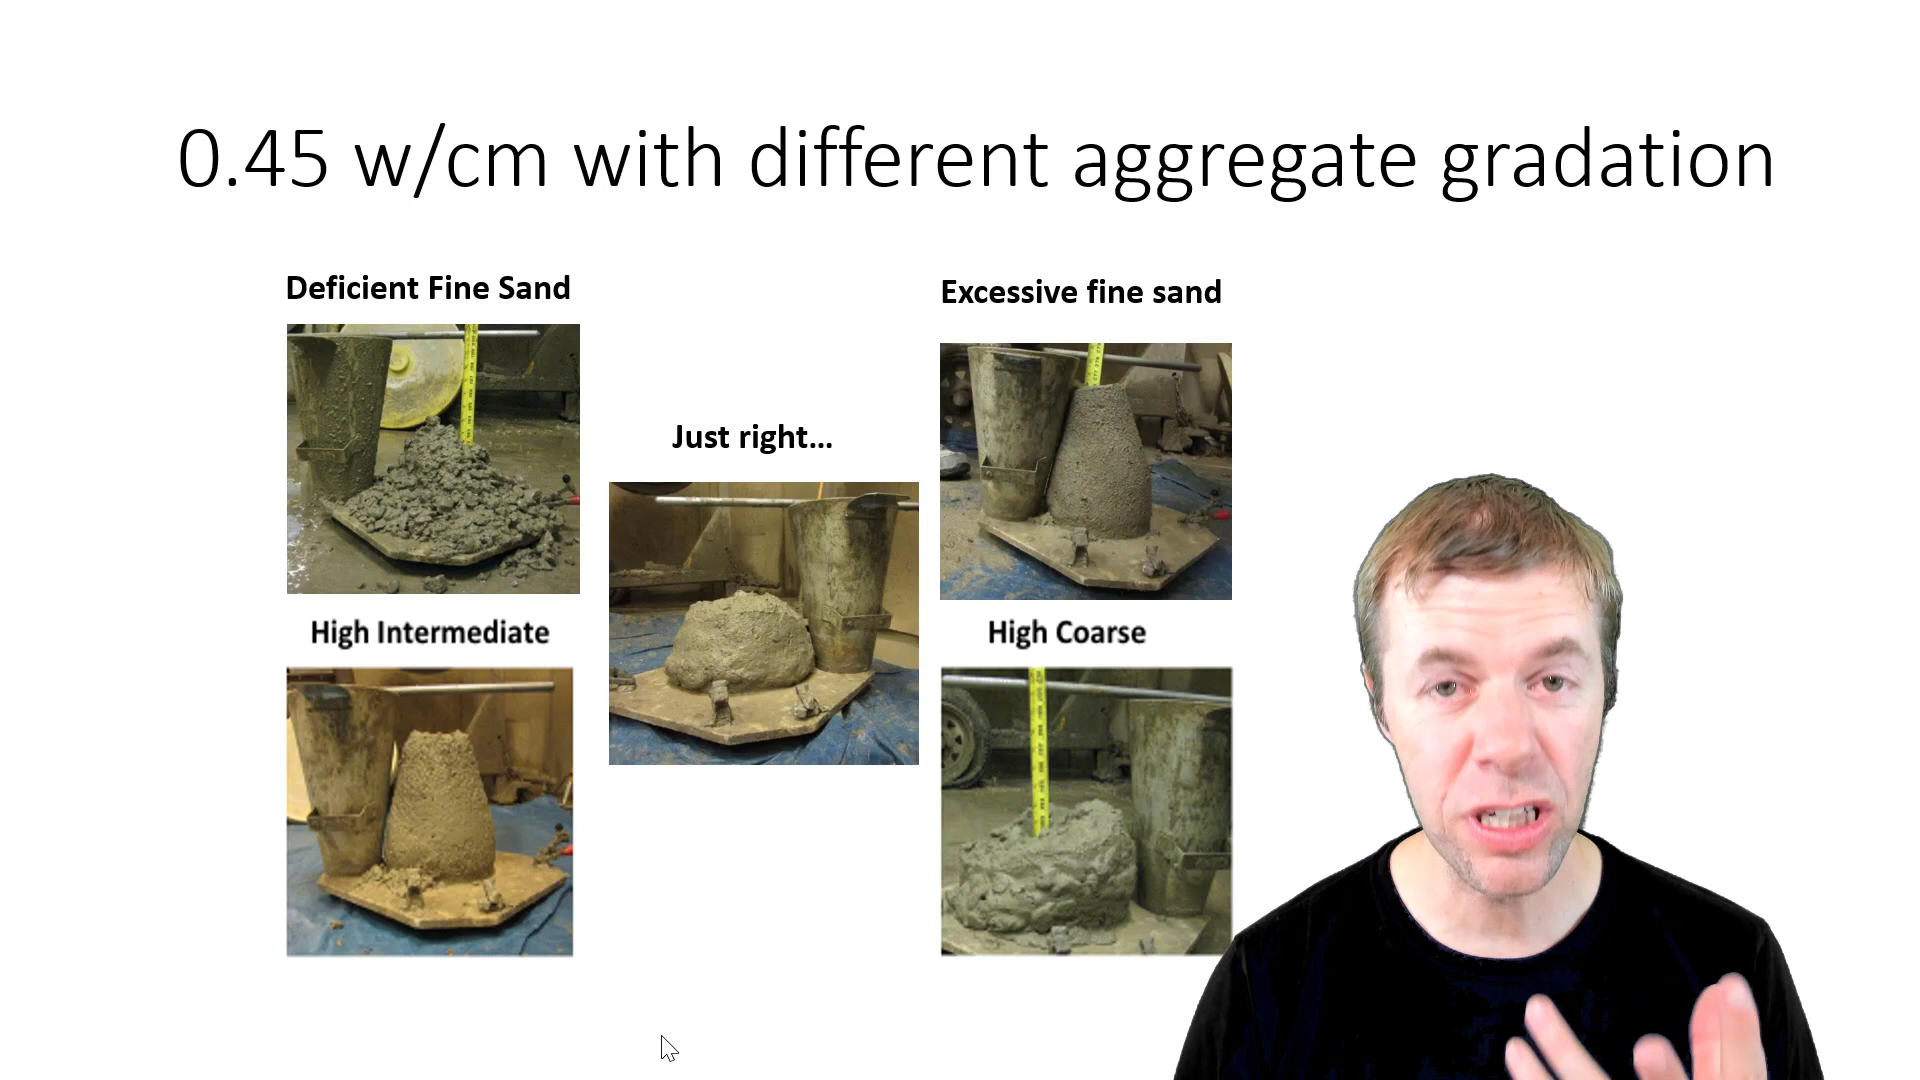 0.45 w/cm with different aggregate gradation
Deficient Fine Sand
Excessive fine sand
Just right...
High Intermediate
High Coarse